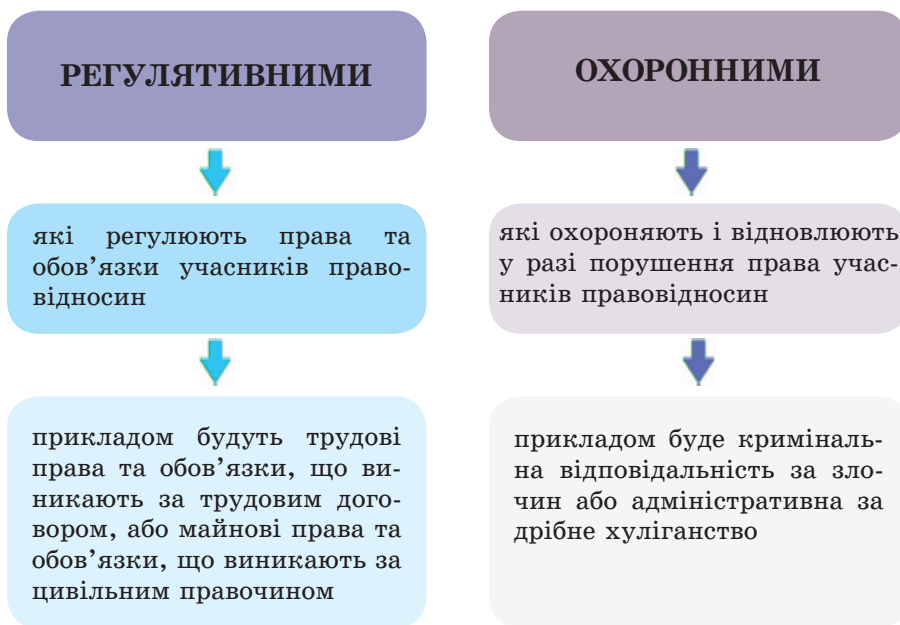 РЕГУЛЯТИВНИМИ
які регулюють права та
обов’язки учасників право-
відносин
прикладом будуть трудові
права та обов’язки, що ви-
никають за трудовим дого-
вором, або майнові права та
обов’язки, що виникають за
цивільним правочином
ОХОРОННИМИ
які охороняють і відновлюють
у разі порушення права учас-
ників правовідносин
прикладом буде криміналь-
на відповідальність за зло-
чин або адміністративна за
дрібне хуліганство